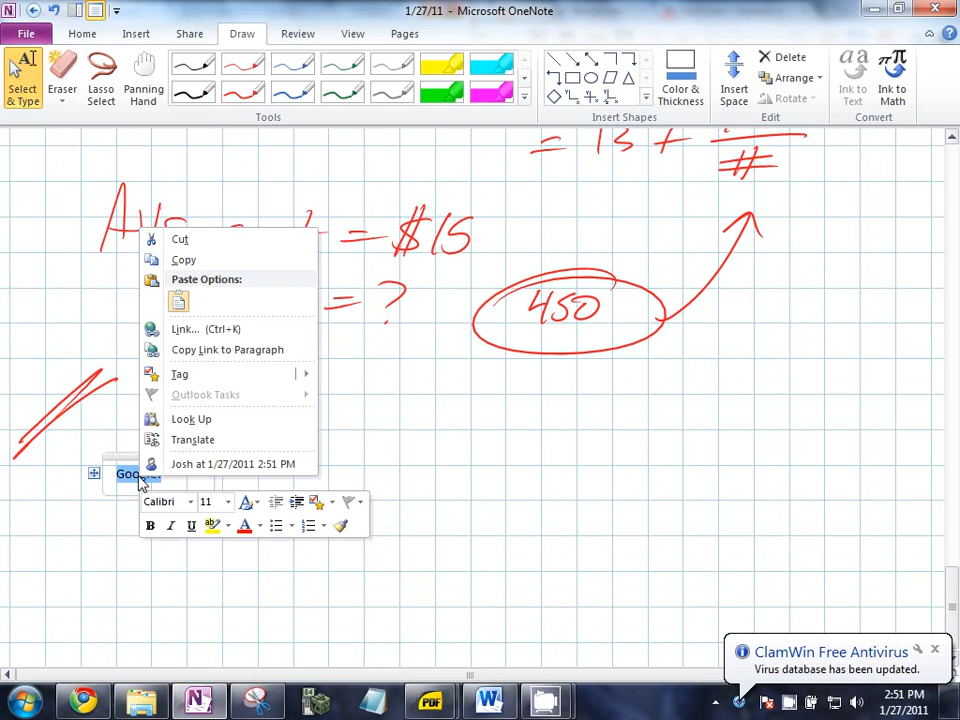 1/27/11 - Microsoft OneNote
File Home Insert Share Draw Review View Pages
Select & Type
Eraser
Lasso Select
Panning Hand
Color & Thickness
Insert Space
Delete
Arrange
Rotate
Ink to Text
Ink to Math
Tools Insert Shapes Edit Convert
#
= $15
= ?
450
Cut
Copy
Paste Options:
Link... (Ctrl+K)
Copy Link to Paragraph
Tag
Outlook Tasks
Look Up
Translate
Josh at 1/27/2011 2:51 PM
Calibri 11
B I U ab A
ClamWin Free Antivirus
Virus database has been updated.
PDF W
2:51 PM
1/27/2011